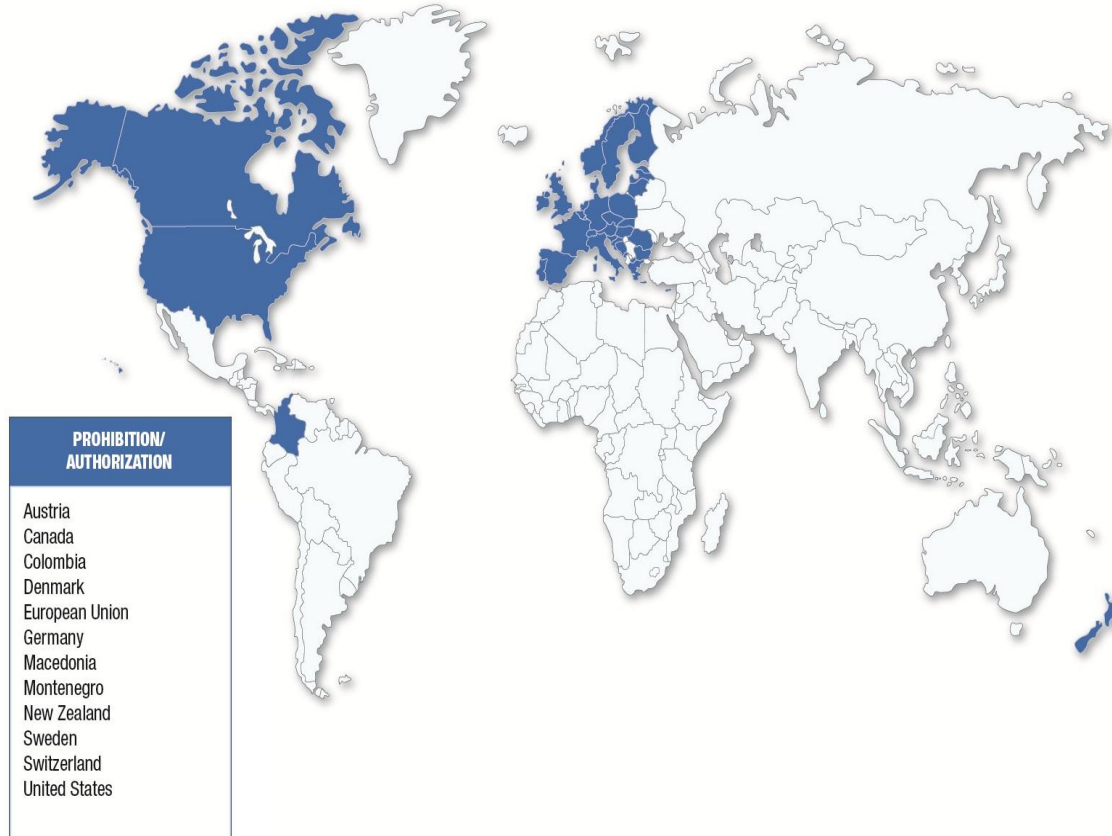 PROHIBITION/
AUTHORIZATION
Austria
Canada
Colombia
Denmark
European Union
Germany
Macedonia
Montenegro
New Zealand
Sweden
Switzerland
United States